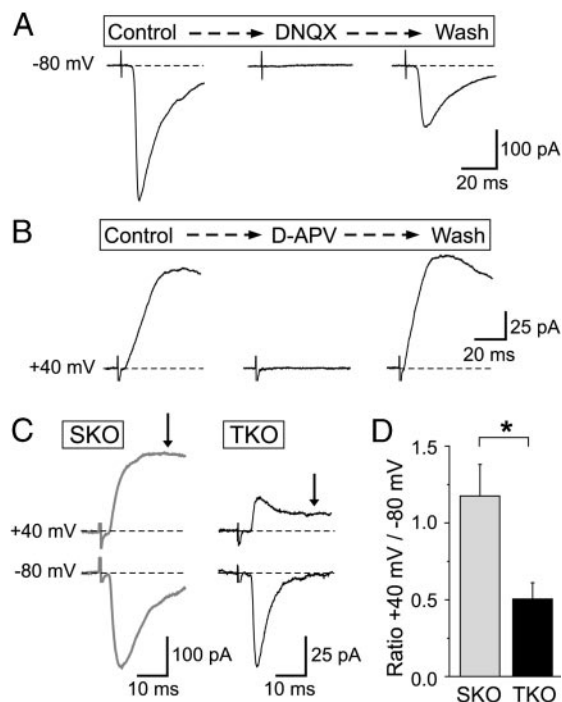 A
Control DNQX Wash
-80 mV
100 pA
20 ms
B
Control D-APV Wash
25 pA
20 ms
+40 mV
C
SKO TKO
+40 mV
-80 mV
100 pA
10 ms
25 pA
10 ms
D
*
1.5
1.0
0.5
0.0
Ratio +40 mV / -80 mV
SKO TKO